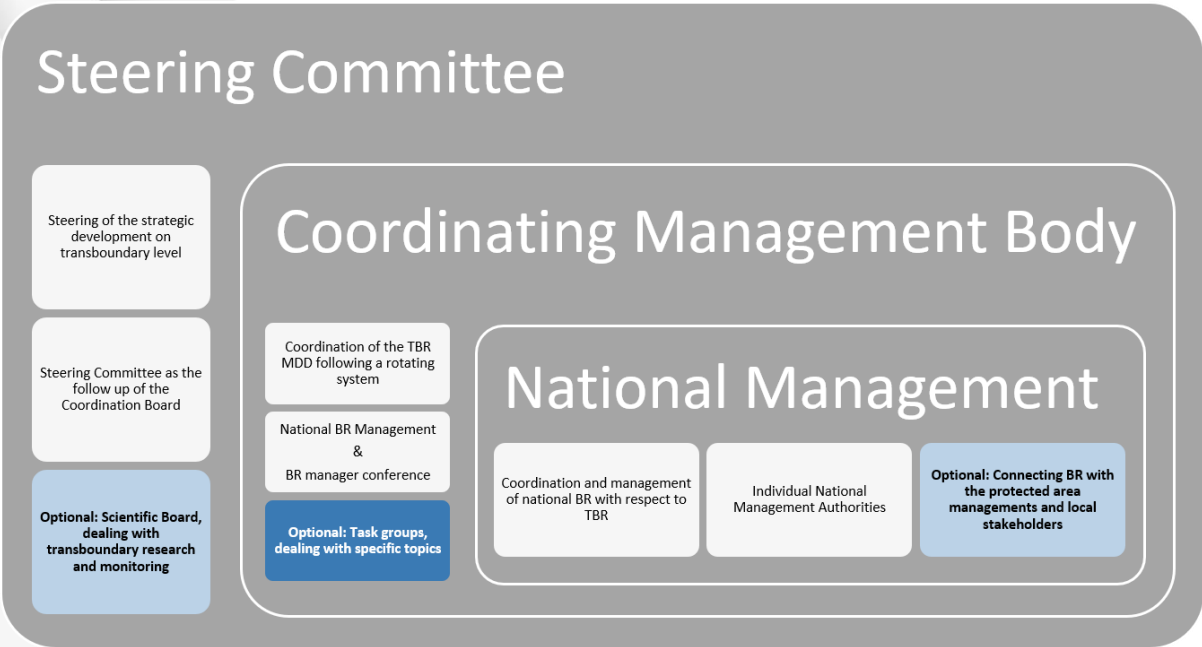 Steering Committee
Steering of the strategic
development on
transboundary level
Steering Committee as the
follow up of the
Coordination Board
Optional: Scientific Board,
dealing with
transboundary research
and monitoring
Coordinating Management Body
Coordination of the TBR
MDD following a rotating
system
National BR Management
&
BR manager conference
Optional: Task groups,
dealing with specific topics
National Management
Coordination and management
of national BR with respect to
TBR
Individual National
Management Authorities
Optional: Connecting BR with
the protected area
managements and local
stakeholders